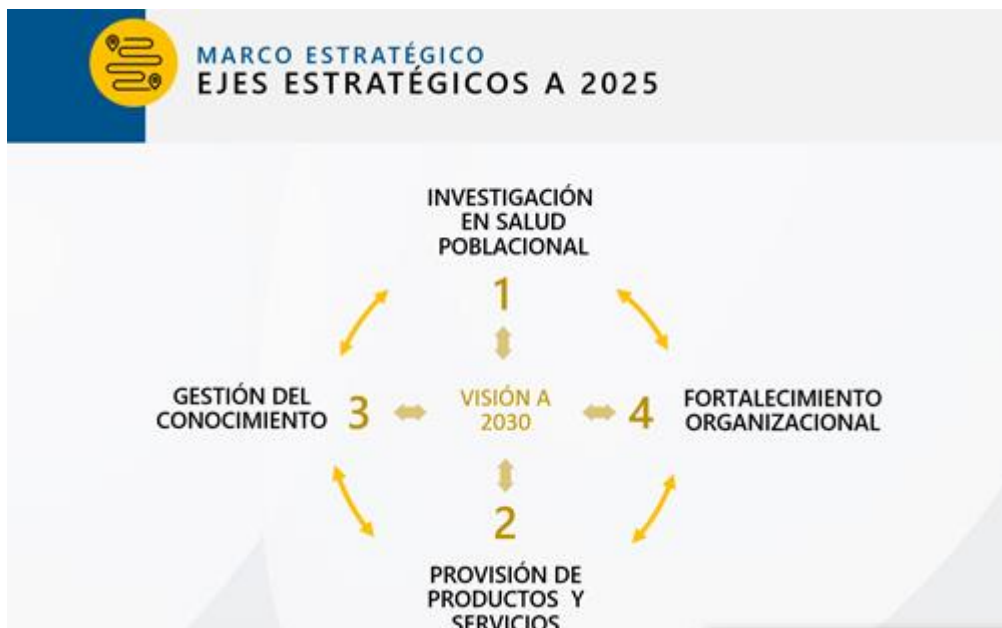 MARCO ESTRATÉGICO
EJES ESTRATÉGICOS A 2025
INVESTIGACIÓN
EN SALUD
POBLACIONAL
1
GESTIÓN DEL
CONOCIMIENTO
3
VISIÓN A
2030
4
FORTALECIMIENTO
ORGANIZACIONAL
2
PROVISIÓN DE
PRODUCTOS Y
SERVICIOS